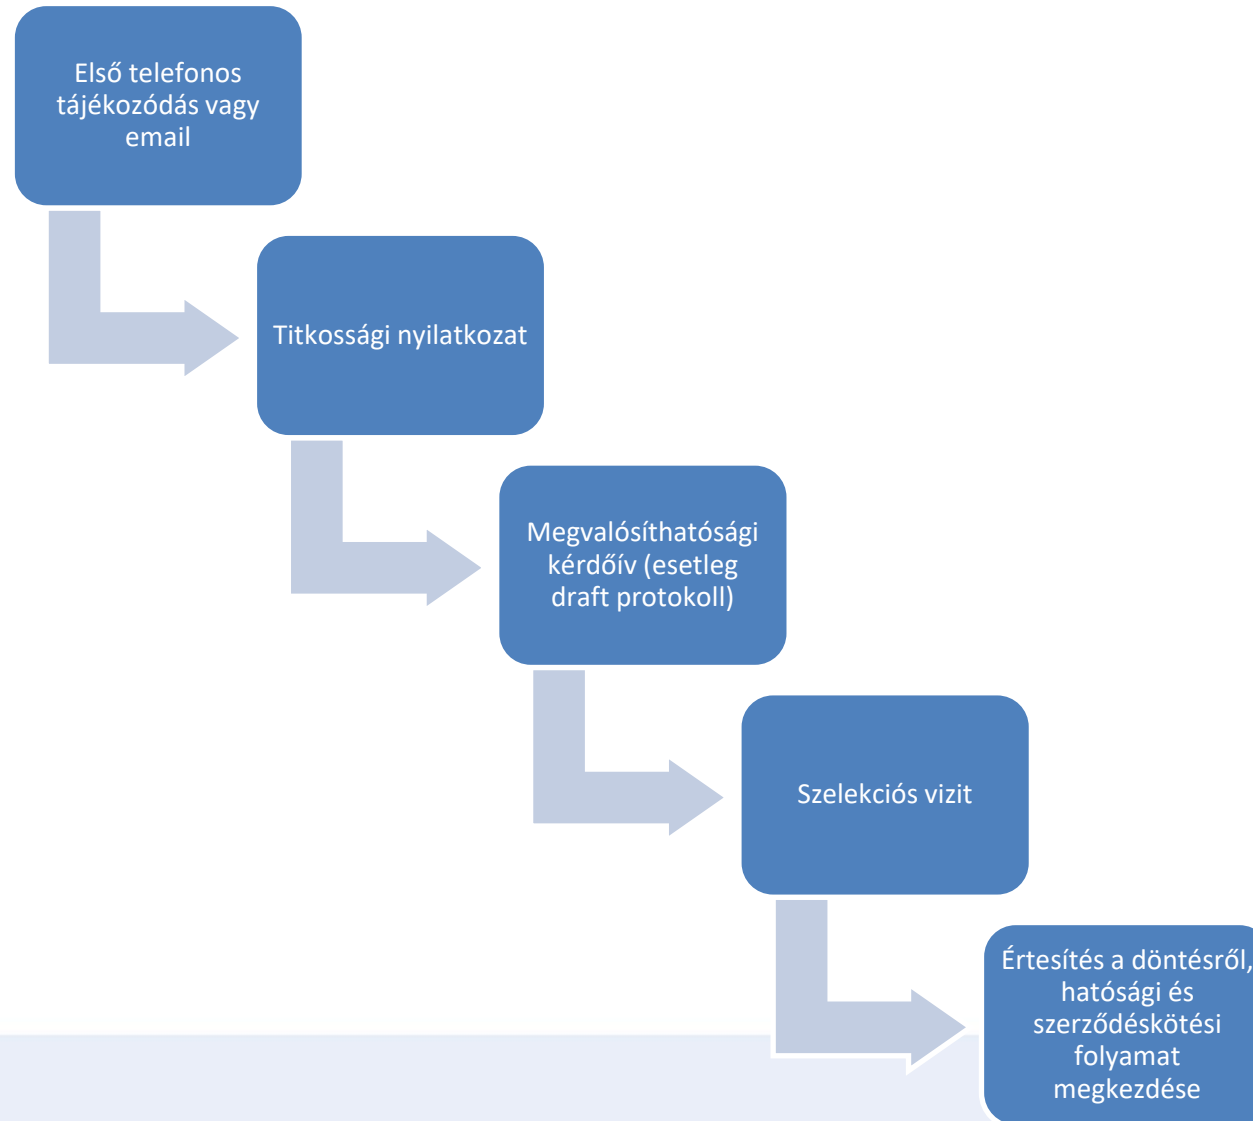 Első telefonos
tájékozódás vagy
email
Titkossági nyilatkozat
Megvalósíthatósági
kérdőív (esetleg
draft protokoll)
Szelekciós vizit
Értesítés a döntésről,
hatósági és
szerződéskötési
folyamat
megkezdése